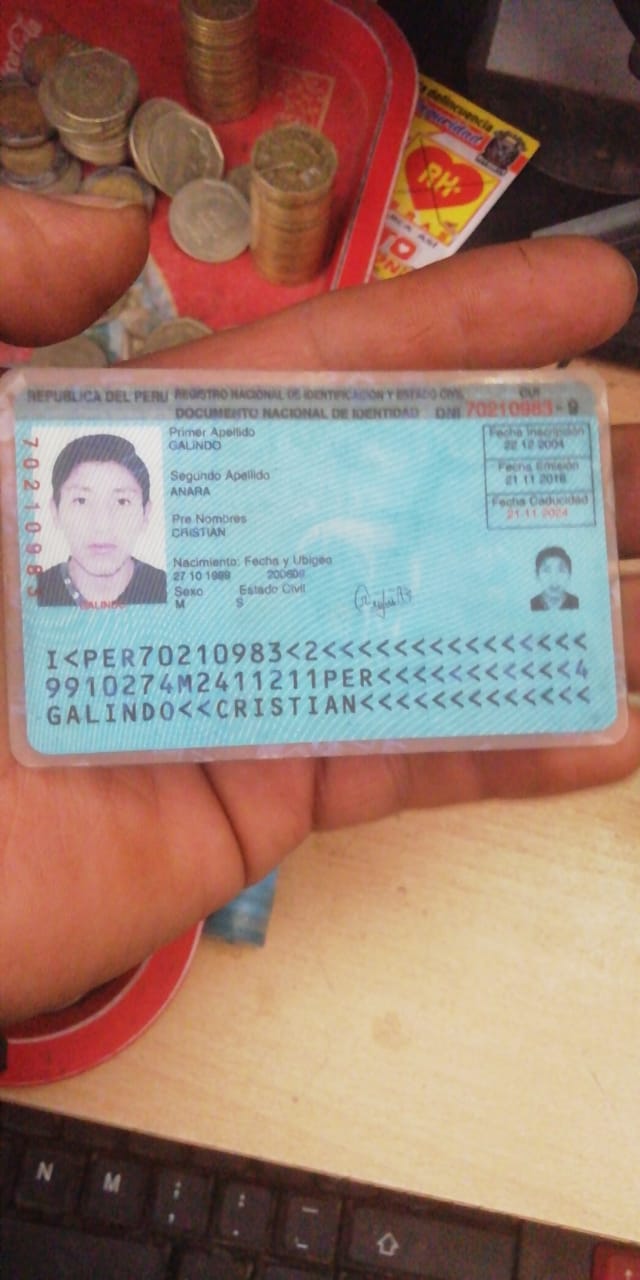 Coca-Cola
RH+
REPUBLICA DEL PERU REGISTRO NACIONAL DE IDENTIFICACION Y ESTADO CIVIL CUI
DOCUMENTO NACIONAL DE IDENTIDAD DNI 70210983 - 9
70210983
Primer Apellido
GALINDO
Segundo Apellido
ANARA
Pre Nombres
CRISTIAN
Nacimiento: Fecha y Ubigeo
27 10 1999
Sexo Estado Civil
M S
Fecha Inscripción
22 12 2004
Fecha Emisión
21 11 2016
Fecha Caducidad
21 11 2024
GALINDO
I<PER70210983<2<<<<<<<<<<<<<<<
9910274M2411211PER<<<<<<<<<<<4
GALINDO<<CRISTIAN<<<<<<<<<<<<<
N M ; : , . _ -